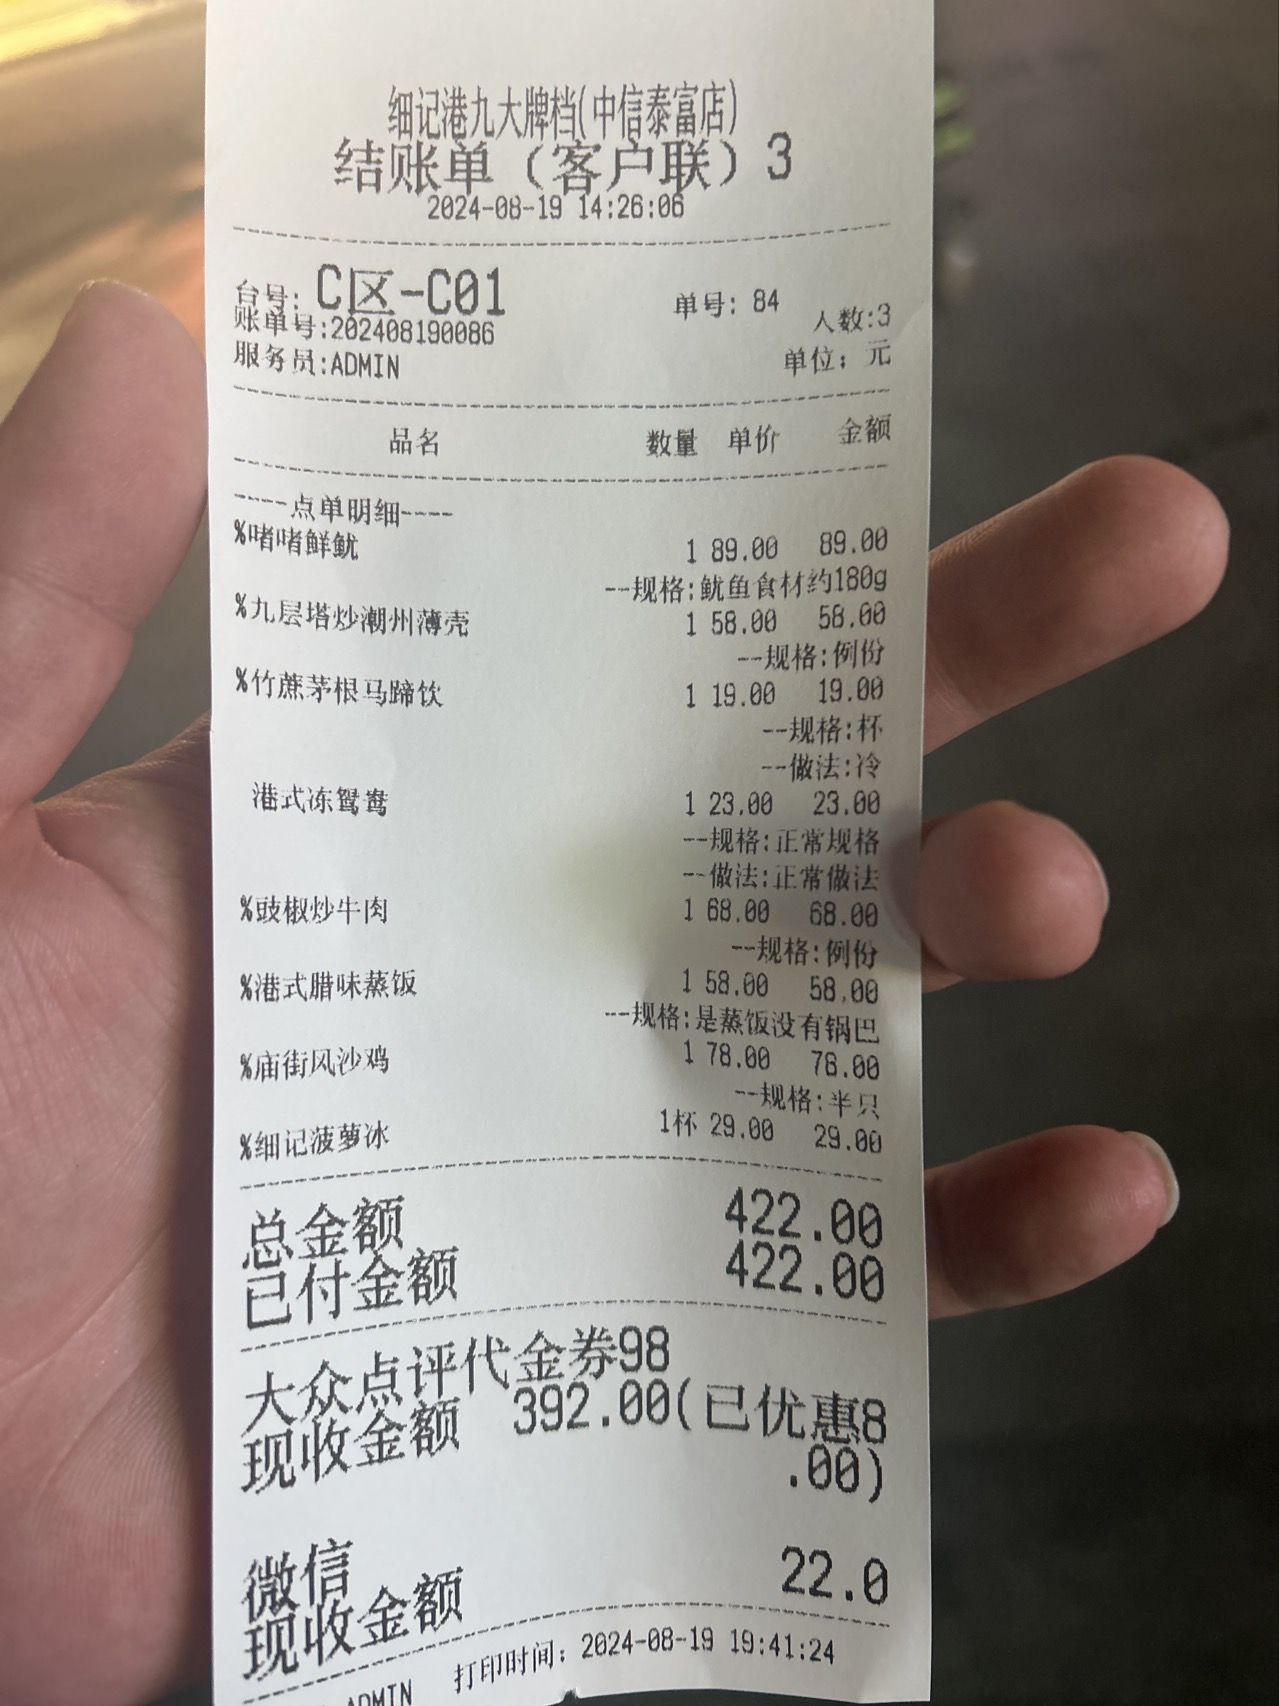 细记港九大牌档(中信泰富店)
结账单（客户联）3
2024-08-19 14:26:06
台号: C区-C01 单号: 84
账单号:202408190086 人数:3
服务员:ADMIN 单位: 元
品名 数量 单价 金额
----点单明细----
%啫啫鲜鱿 1 89.00 89.00
--规格:鱿鱼食材约180g
%九层塔炒潮州薄壳 1 58.00 58.00
--规格:例份
%竹蔗茅根马蹄饮 1 19.00 19.00
--规格:杯
--做法:冷
港式冻鸳鸯 1 23.00 23.00
--规格:正常规格
--做法:正常做法
%豉椒炒牛肉 1 68.00 68.00
--规格:例份
%港式腊味蒸饭 1 58.00 58.00
--规格:是蒸饭没有锅巴
%庙街风沙鸡 1 78.00 78.00
--规格:半只
%细记菠萝冰 1杯 29.00 29.00
总金额 422.00
已付金额 422.00
大众点评代金券98
现收金额 392.00(已优惠8
.00)
微信
现收金额 22.0
ADMIN 打印时间: 2024-08-19 19:41:24